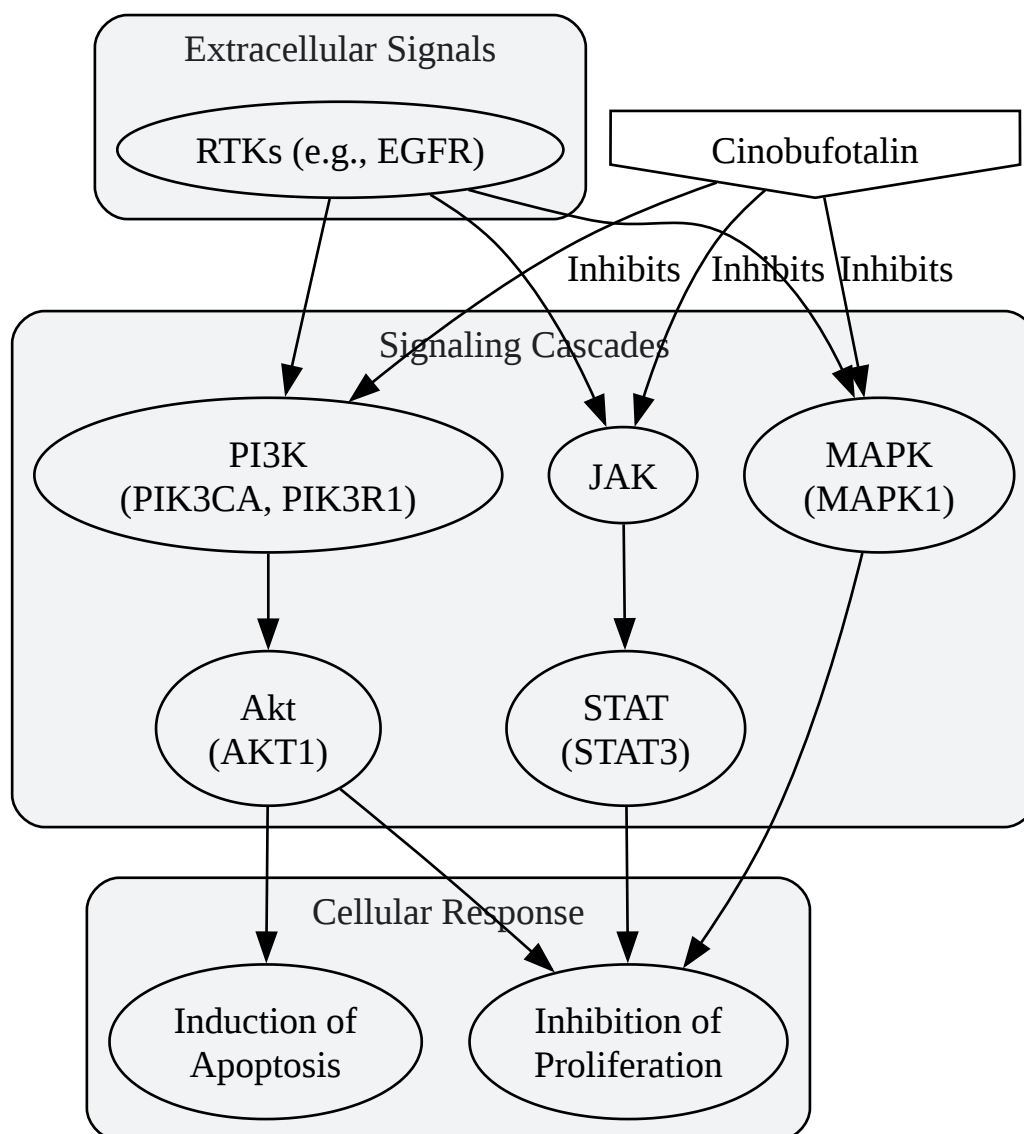 Extracellular Signals
RTKs (e.g., EGFR)
Cinobufotalin
Inhibits
Inhibits
Inhibits
Signaling Cascades
PI3K
(PIK3CA, PIK3R1)
JAK
MAPK
(MAPK1)
Akt
(AKT1)
STAT
(STAT3)
Cellular Response
Induction of
Apoptosis
Inhibition of
Proliferation